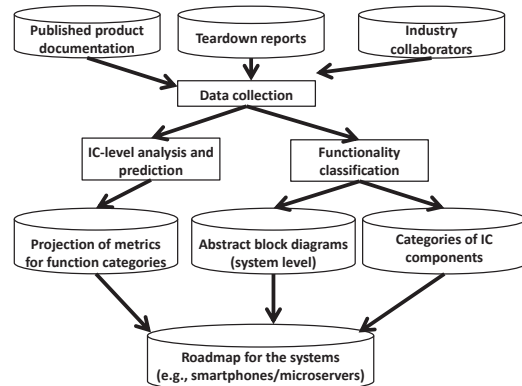 Published product
documentation
Teardown reports
Industry
collaborators
Data collection
IC-level analysis and
prediction
Functionality
classification
Projection of metrics
for function categories
Abstract block diagrams
(system level)
Categories of IC
components
Roadmap for the systems
(e.g., smartphones/microservers)